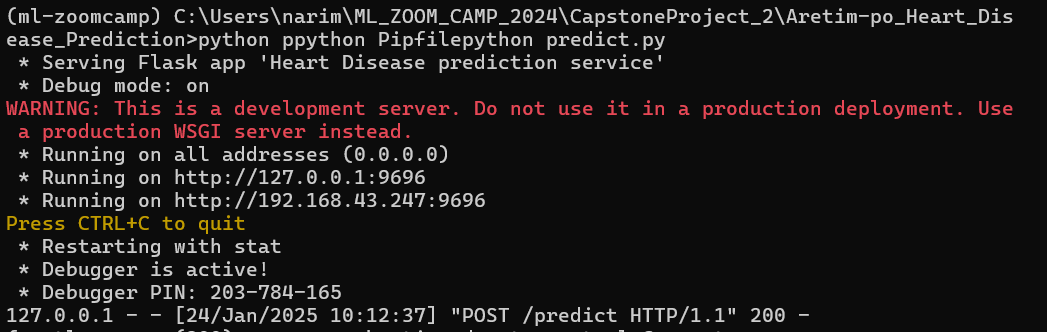 (ml-zoomcamp) C:\Users\narim\ML_ZOOM_CAMP_2024\CapstoneProject_2\Aretim-po_Heart_Dis
ease_Prediction>python ppython Pipfilepython predict.py
 * Serving Flask app 'Heart Disease prediction service'
 * Debug mode: on
WARNING: This is a development server. Do not use it in a production deployment. Use
 a production WSGI server instead.
 * Running on all addresses (0.0.0.0)
 * Running on http://127.0.0.1:9696
 * Running on http://192.168.43.247:9696
Press CTRL+C to quit
 * Restarting with stat
 * Debugger is active!
 * Debugger PIN: 203-784-165
127.0.0.1 - - [24/Jan/2025 10:12:37] "POST /predict HTTP/1.1" 200 -